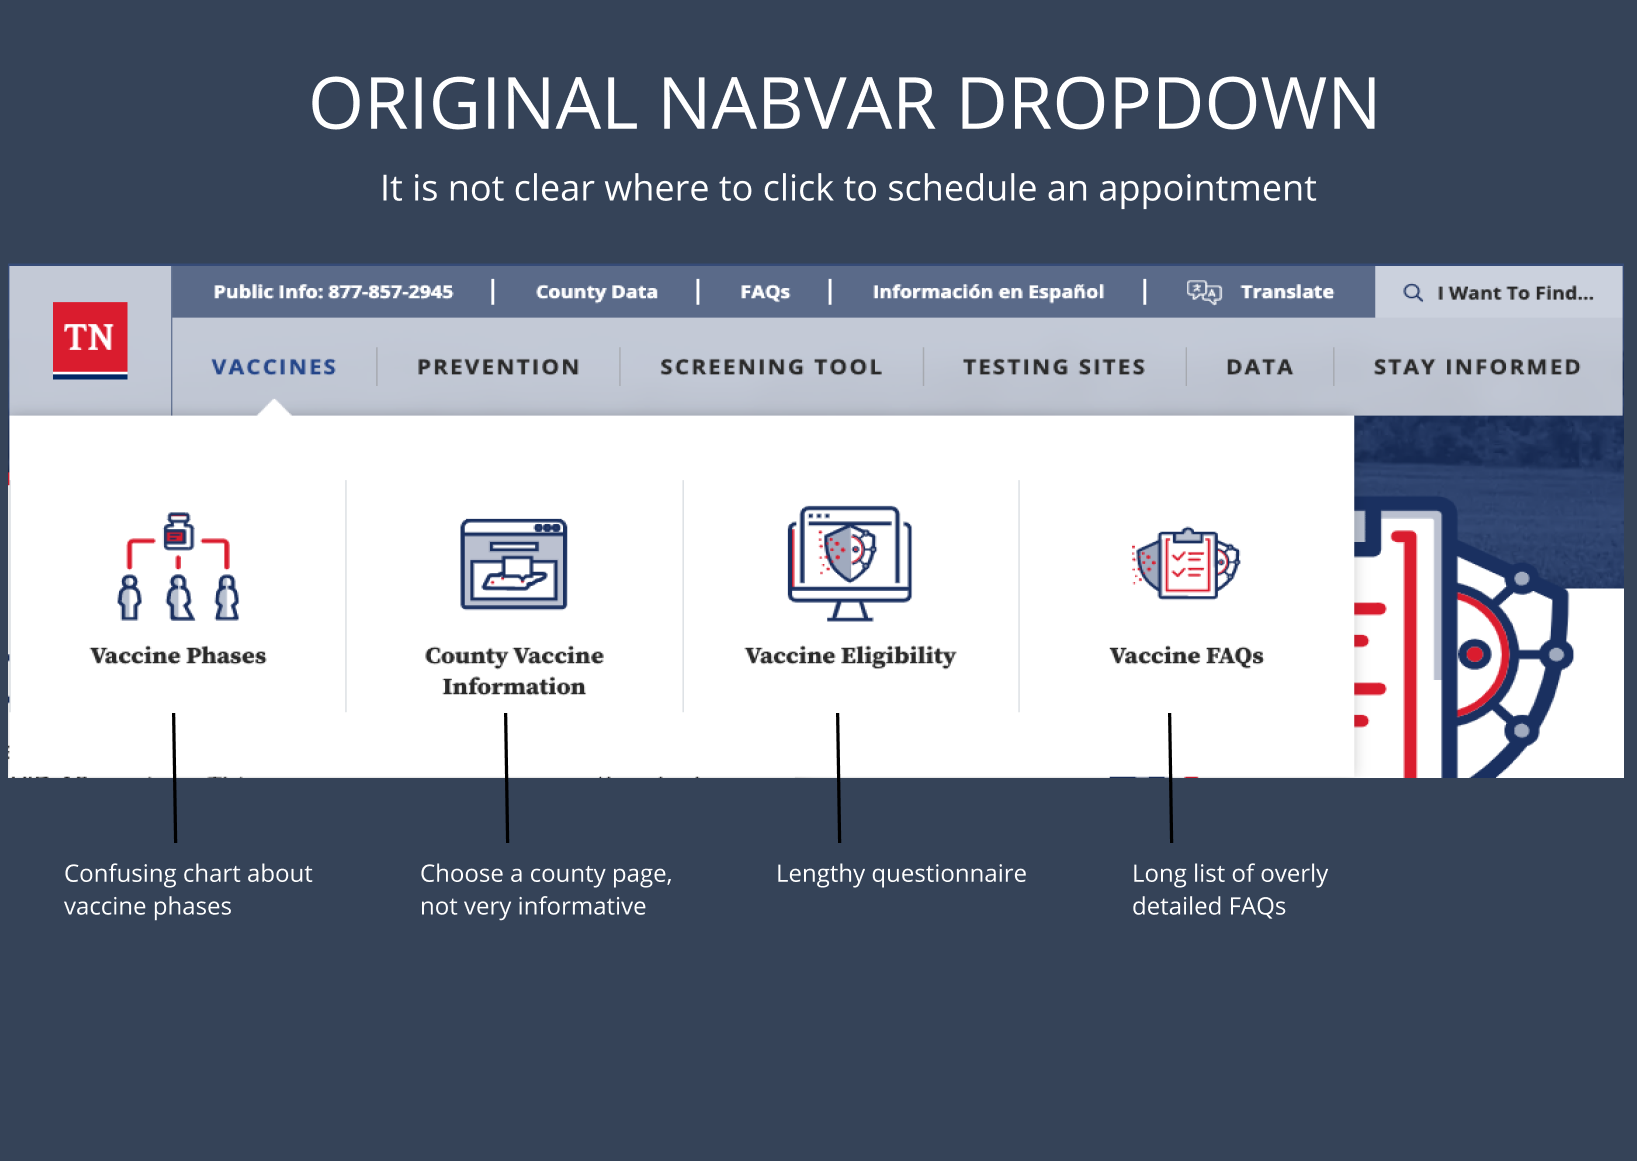 ORIGINAL NABVAR DROPDOWN
It is not clear where to click to schedule an appointment
TN
Public Info: 877-857-2945 | County Data | FAQs | Información en Español | Translate
I Want To Find...
VACCINES
PREVENTION
SCREENING TOOL
TESTING SITES
DATA
STAY INFORMED
Vaccine Phases
County Vaccine
Information
Vaccine Eligibility
Vaccine FAQs
Confusing chart about
vaccine phases
Choose a county page,
not very informative
Lengthy questionnaire
Long list of overly
detailed FAQs